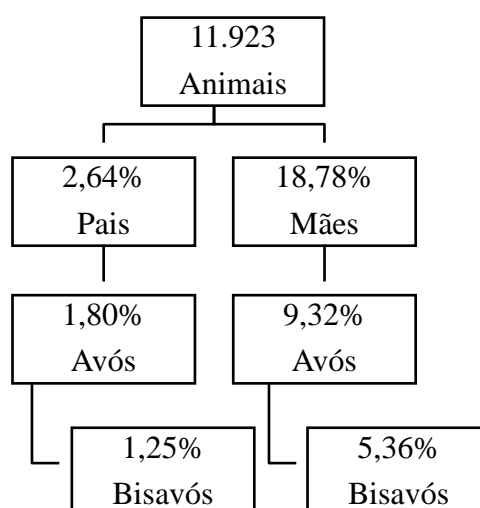 11.923
Animais
2,64%
Pais
18,78%
Mães
1,80%
Avós
9,32%
Avós
1,25%
Bisavós
5,36%
Bisavós